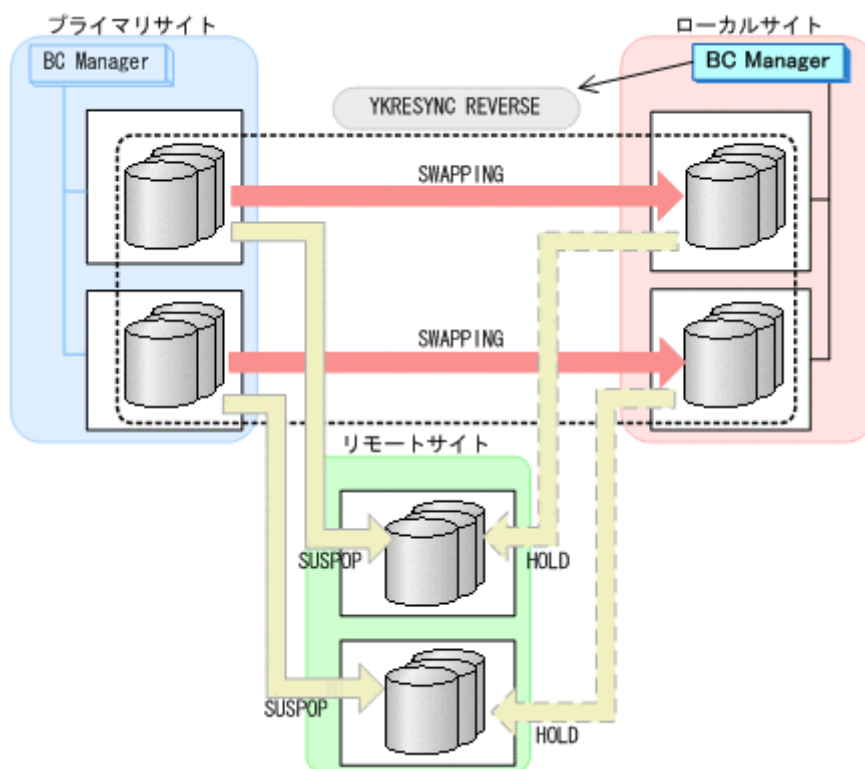 プライマリサイト
ローカルサイト
BC Manager
BC Manager
YKRESYNC REVERSE
SWAPPING
SWAPPING
リモートサイト
SUSPOP
HOLD
SUSPOP
HOLD